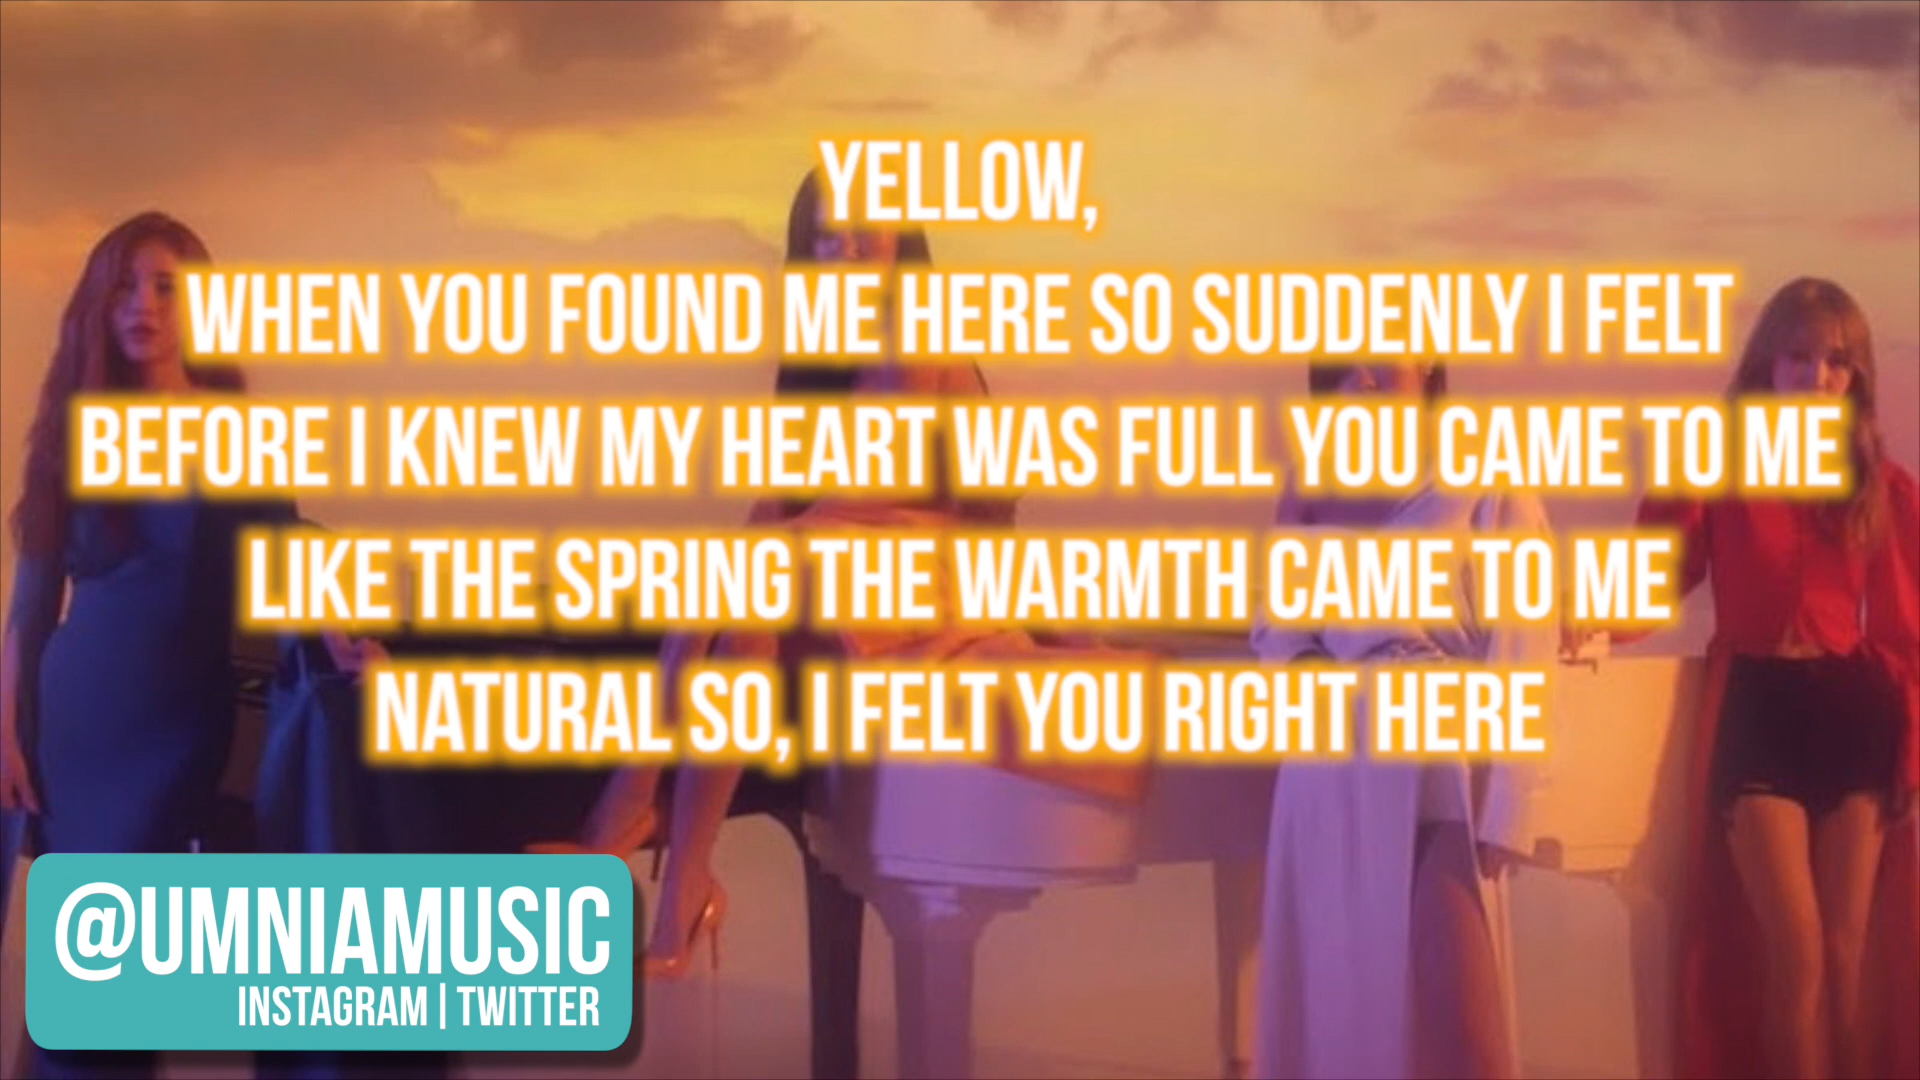 YELLOW,
WHEN YOU FOUND ME HERE SO SUDDENLY I FELT
BEFORE I KNEW MY HEART WAS FULL YOU CAME TO ME
LIKE THE SPRING THE WARMTH CAME TO ME
NATURAL SO, I FELT YOU RIGHT HERE
@UMNIAMUSIC
INSTAGRAM | TWITTER